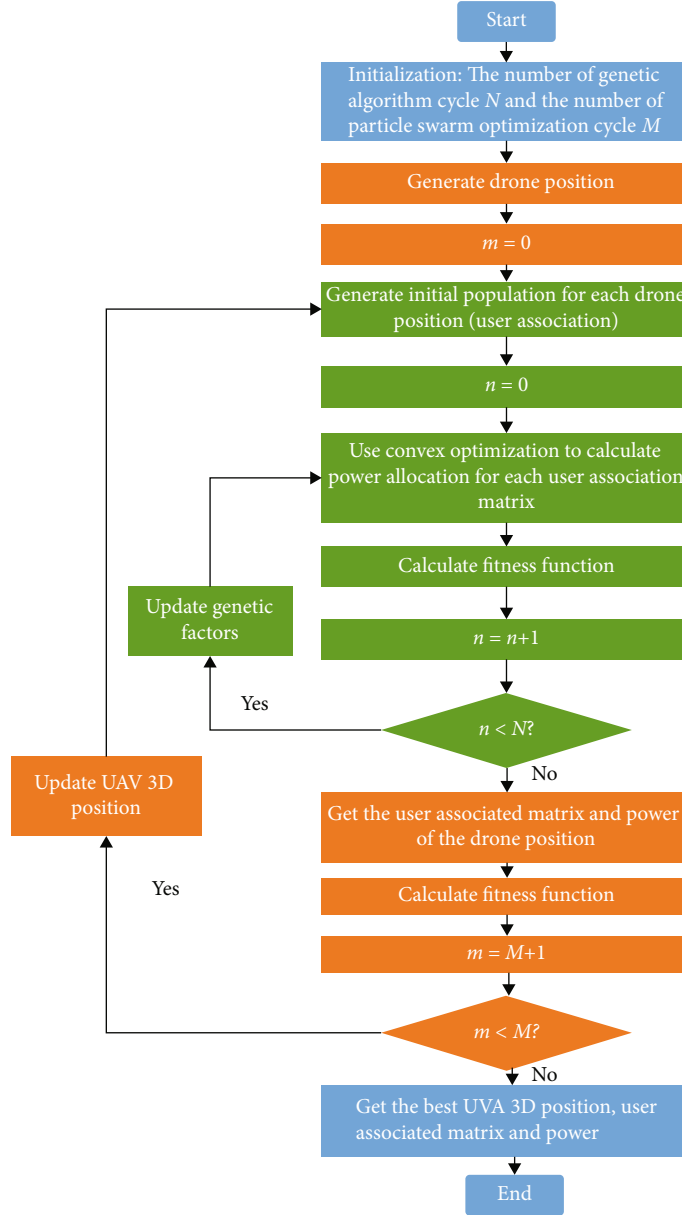 Start
Initialization: The number of genetic
algorithm cycle N and the number of
particle swarm optimization cycle M
Generate drone position
m = 0
Generate initial population for each drone
position (user association)
n = 0
Use convex optimization to calculate
power allocation for each user association
matrix
Calculate fitness function
Update genetic
factors
n = n+1
Yes
n < N?
No
Update UAV 3D
position
Get the user associated matrix and power
of the drone position
Yes
Calculate fitness function
m = M+1
m < M?
No
Get the best UVA 3D position, user
associated matrix and power
End